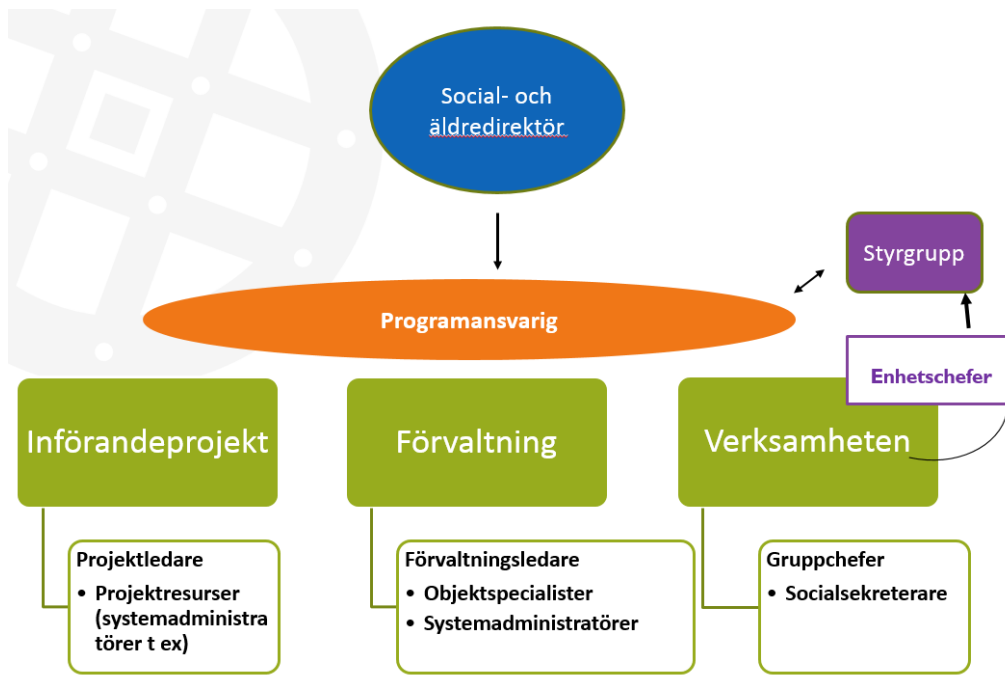 Social- och
äldredirektör
Styrgrupp
Programansvarig
Enhetschefer
Införandeprojekt
Förvaltning
Verksamheten
Projektledare
• Projektresurser
(systemadministra
törer t ex)
Förvaltningsledare
• Objektspecialister
• Systemadministratörer
Gruppchefer
• Socialsekreterare